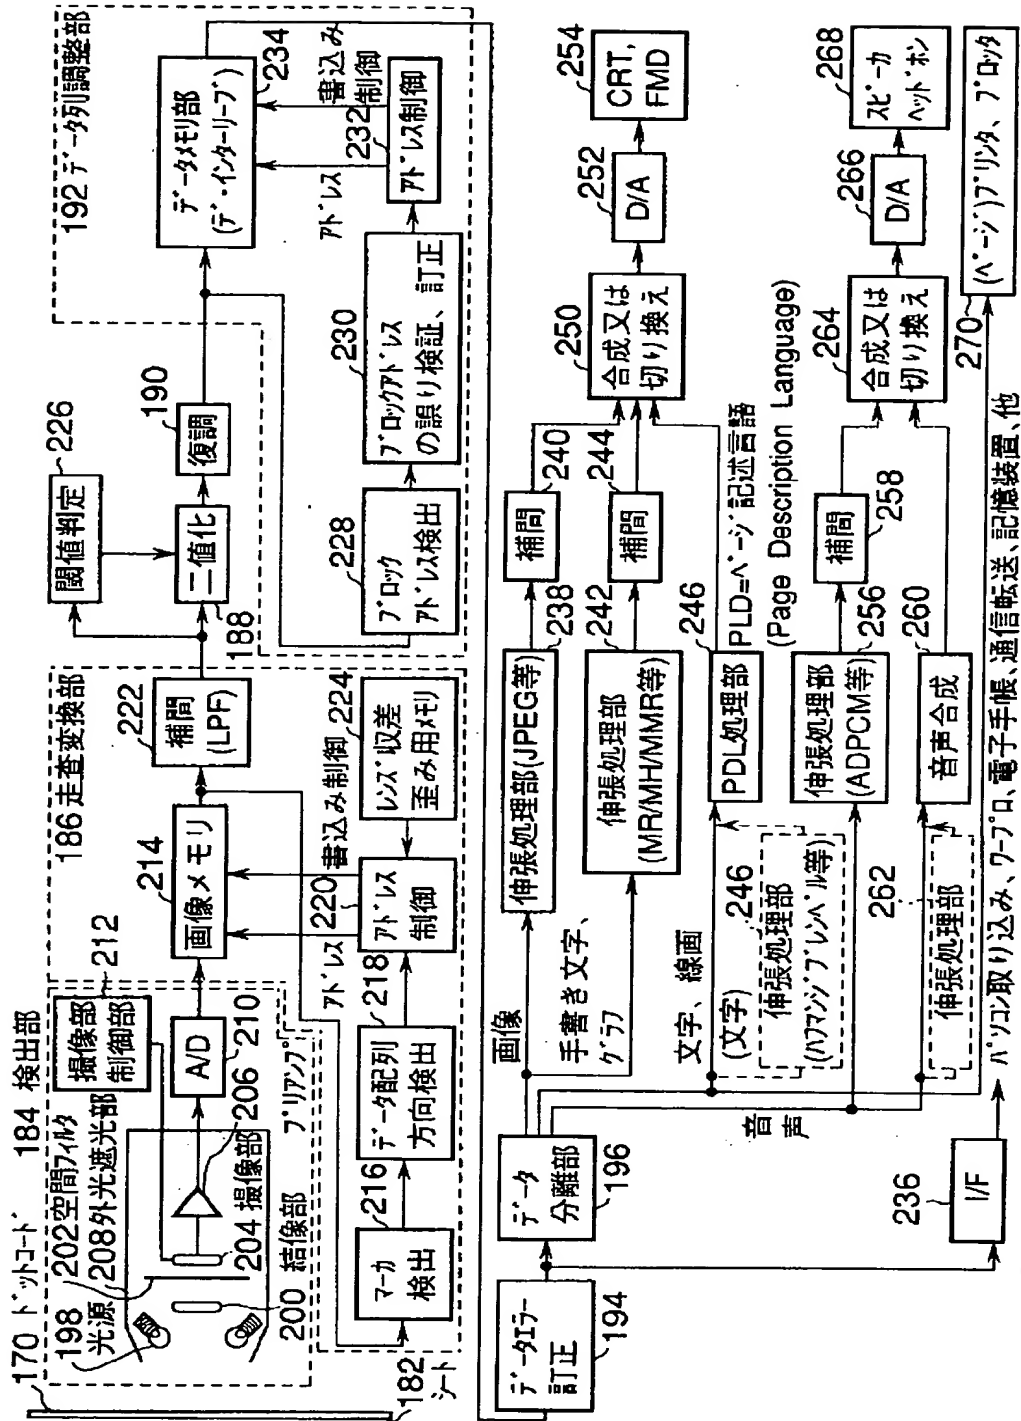 170 ドットコード
184 検出部
198
光源
202 空間フィルタ
208 外光遮光部
212
撮像部
制御部
A/D
210
206
プリアンプ
204 撮像部
結像部
200
182
シート
186 走査変換部
214
画像メモリ
222
補間
(LPF)
書込み制御
224
レンズ収差
歪み用メモリ
220
アドレス
アドレス
制御
218
データ配列
方向検出
216
マーカ
検出
226
閾値判定
二値化
188
190
復調
192 データ列調整部
データメモリ部
(デ・インターリーブ)
234
書込み
制御
232
アドレス
アドレス制御
230
ブロックアドレス
の誤り検証、訂正
228
ブロック
アドレス検出
データエラー
訂正
194
データ
分離部
196
236
I/F
パソコン取り込み、ワープロ、電子手帳、通信転送、記憶装置、他
画像
手書き文字、
グラフ
文字、線画
(文字)
246
伸張処理部
(ハフマンジブレンペル等)
音声
262
伸張処理部
伸張処理部(JPEG等)
238
補間
240
伸張処理部
(MR/MH/MMR等)
242
補間
244
PDL処理部
246
PLD=ページ記述言語
(Page Description Language)
伸張処理部
(ADPCM等)
256
補間
258
音声合成
260
250
合成又は
切り換え
252
D/A
254
CRT,
FMD
264
合成又は
切り換え
266
D/A
268
スピーカ
ヘッドホン
270
(ページ)プリンタ、プロッタ